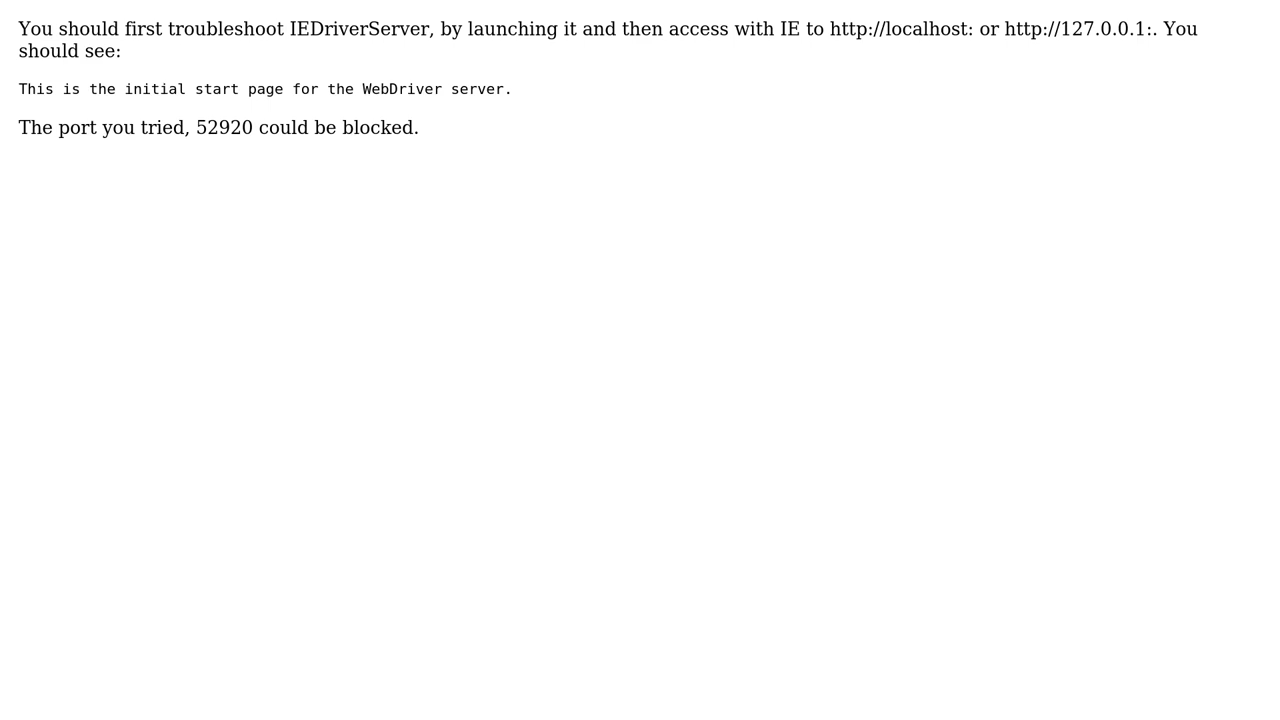 You should first troubleshoot IEDriverServer, by launching it and then access with IE to http://localhost: or http://127.0.0.1:. You
should see:
This is the initial start page for the WebDriver server.
The port you tried, 52920 could be blocked.